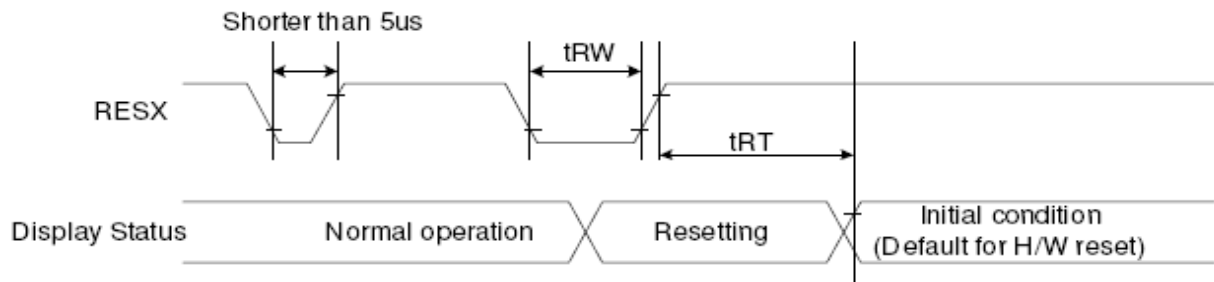 Shorter than 5us
tRW
RESX
tRT
Display Status
Normal operation
Resetting
Initial condition
(Default for H/W reset)